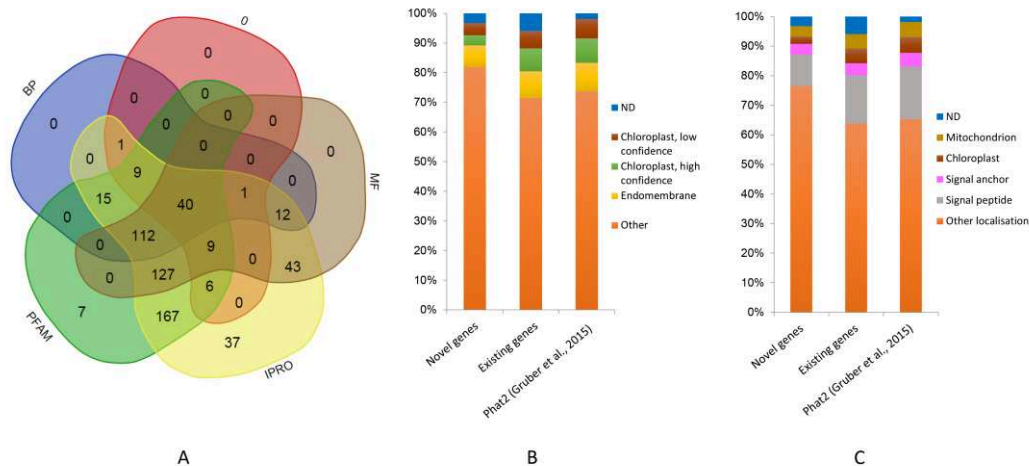 0
BP
MF
PFAM
IPRO
0
0
0
0
0
0
0
0
1
0
0
0
9
1
0
15
40
12
0
112
0
9
0
43
0
127
6
0
7
167
37
A
100%
90%
80%
70%
60%
50%
40%
30%
20%
10%
0%
ND
Chloroplast, low
confidence
Chloroplast, high
confidence
Endomembrane
Other
Novel genes
Existing genes
Phat2 (Gruber et al., 2015)
B
100%
90%
80%
70%
60%
50%
40%
30%
20%
10%
0%
ND
Mitochondrion
Chloroplast
Signal anchor
Signal peptide
Other localisation
Novel genes
Existing genes
Phat2 (Gruber et al., 2015)
C